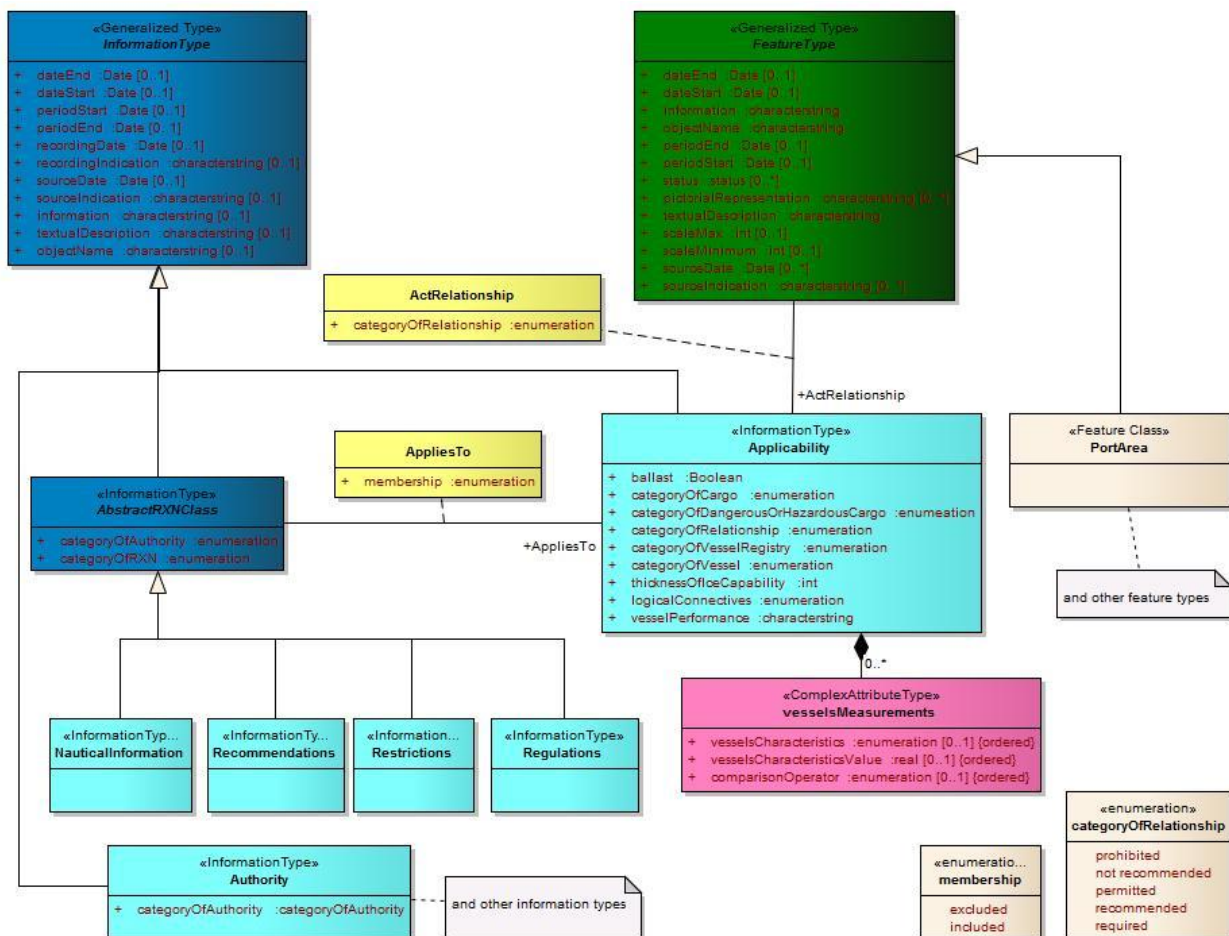 «Generalized Type»
InformationType
+ dateEnd :Date [0..1]
+ dateStart :Date [0..1]
+ periodStart :Date [0..1]
+ periodEnd :Date [0..1]
+ recordingDate :Date [0..1]
+ recordingIndication :characterstring [0..1]
+ sourceDate :Date [0..1]
+ sourceIndication :characterstring [0..1]
+ information :characterstring [0..1]
+ textualDescription :characterstring [0..1]
+ objectName :characterstring [0..1]
«Generalized Type»
FeatureType
+ dateEnd :Date [0..1]
+ dateStart :Date [0..1]
+ information :characterstring
+ objectName :characterstring
+ periodEnd :Date [0..1]
+ periodStart :Date [0..1]
+ status :status [0..*]
+ pictorialRepresentation :characterstring [0..*]
+ textualDescription :characterstring
+ scaleMax :int [0..1]
+ scaleMinimum :int [0..1]
+ sourceDate :Date [0..*]
+ sourceIndication :characterstring [0..*]
ActRelationship
+ categoryOfRelationship :enumeration
+ActRelationship
AppliesTo
+ membership :enumeration
+AppliesTo
«InformationType»
AbstractRXNClass
+ categoryOfAuthority :enumeration
+ categoryOfRXN :enumeration
«InformationType»
Applicability
+ ballast :Boolean
+ categoryOfCargo :enumeration
+ categoryOfDangerousOrHazardousCargo :enumeation
+ categoryOfRelationship :enumeration
+ categoryOfVesselRegistry :enumeration
+ categoryOfVessel :enumeration
+ thicknessOfIceCapability :int
+ logicalConnectives :enumeration
+ vesselPerformance :characterstring
«Feature Class»
PortArea
and other feature types
0..*
«ComplexAttributeType»
vesselsMeasurements
+ vesselsCharacteristics :enumeration [0..1] {ordered}
+ vesselsCharacteristicsValue :real [0..1] {ordered}
+ comparisonOperator :enumeration [0..1] {ordered}
«InformationTyp...
NauticalInformation
«InformationTy...
Recommendations
«Information...
Restrictions
«InformationType»
Regulations
«InformationType»
Authority
+ categoryOfAuthority :categoryOfAuthority
and other information types
«enumeratio...
membership
excluded
included
«enumeration»
categoryOfRelationship
prohibited
not recommended
permitted
recommended
required